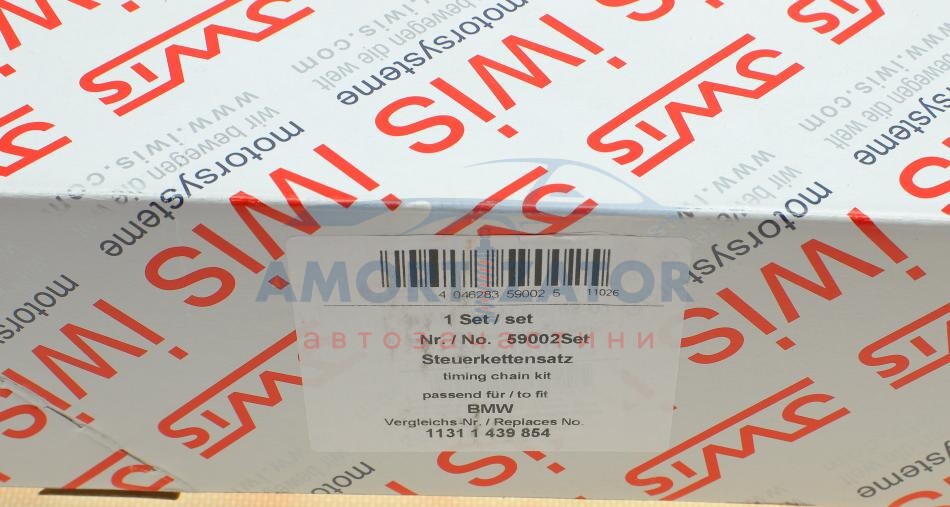 iwis
motorsysteme
wir bewegen die welt
www.iwis.com
AMORTIZATOR
автозапчастини
4 046283 59002 5 11026
1 Set / set
Nr. / No. 59002Set
Steuerkettensatz
timing chain kit
passend für / to fit
BMW
Vergleichs-Nr. / Replaces No.
1131 1 439 854